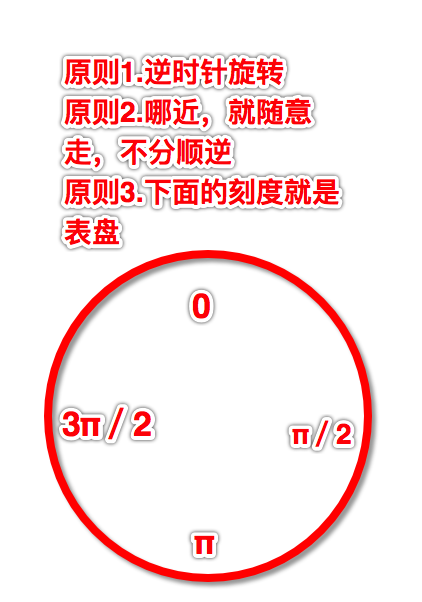 原则1.逆时针旋转
原则2.哪近，就随意
走，不分顺逆
原则3.下面的刻度就是
表盘
0
3π / 2
π / 2
π